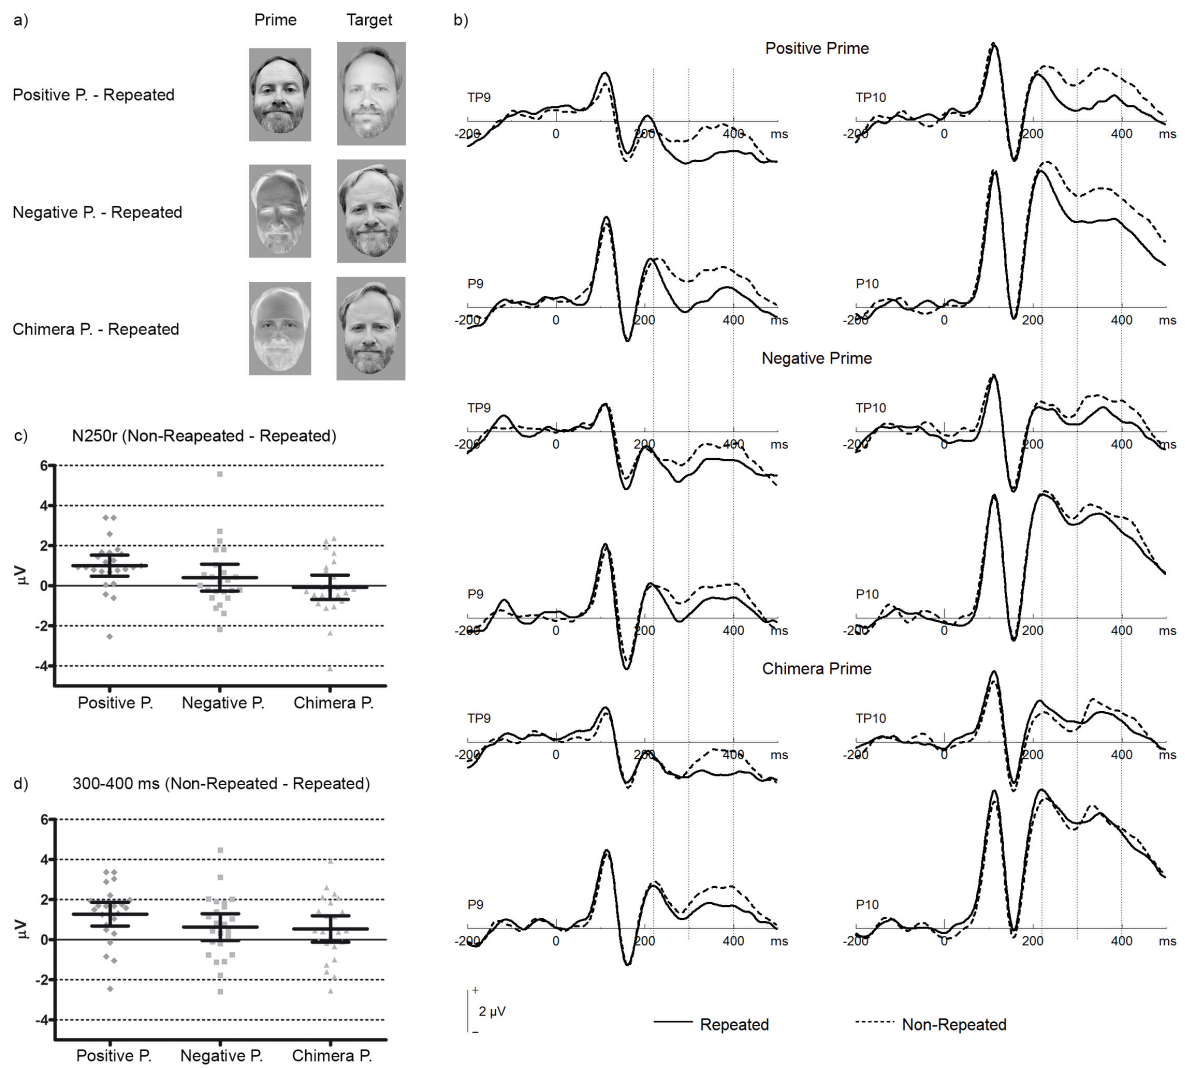 a)
Prime
Target
Positive P. - Repeated
Negative P. - Repeated
Chimera P. - Repeated
b)
Positive Prime
TP9
-200
0
200
400
ms
TP10
-200
0
200
400
ms
P9
-200
0
200
400
ms
P10
-200
0
200
400
ms
Negative Prime
TP9
-200
0
200
400
ms
TP10
-200
0
200
400
ms
P9
-200
0
200
400
ms
P10
-200
0
200
400
ms
Chimera Prime
TP9
-200
0
200
400
ms
TP10
-200
0
200
400
ms
P9
-200
0
200
400
ms
P10
-200
0
200
400
ms
+
2 µV
−
Repeated
Non-Repeated
c)
N250r (Non-Reapeated - Repeated)
6
4
2
0
-2
-4
µV
Positive P.
Negative P.
Chimera P.
d)
300-400 ms (Non-Repeated - Repeated)
6
4
2
0
-2
-4
µV
Positive P.
Negative P.
Chimera P.